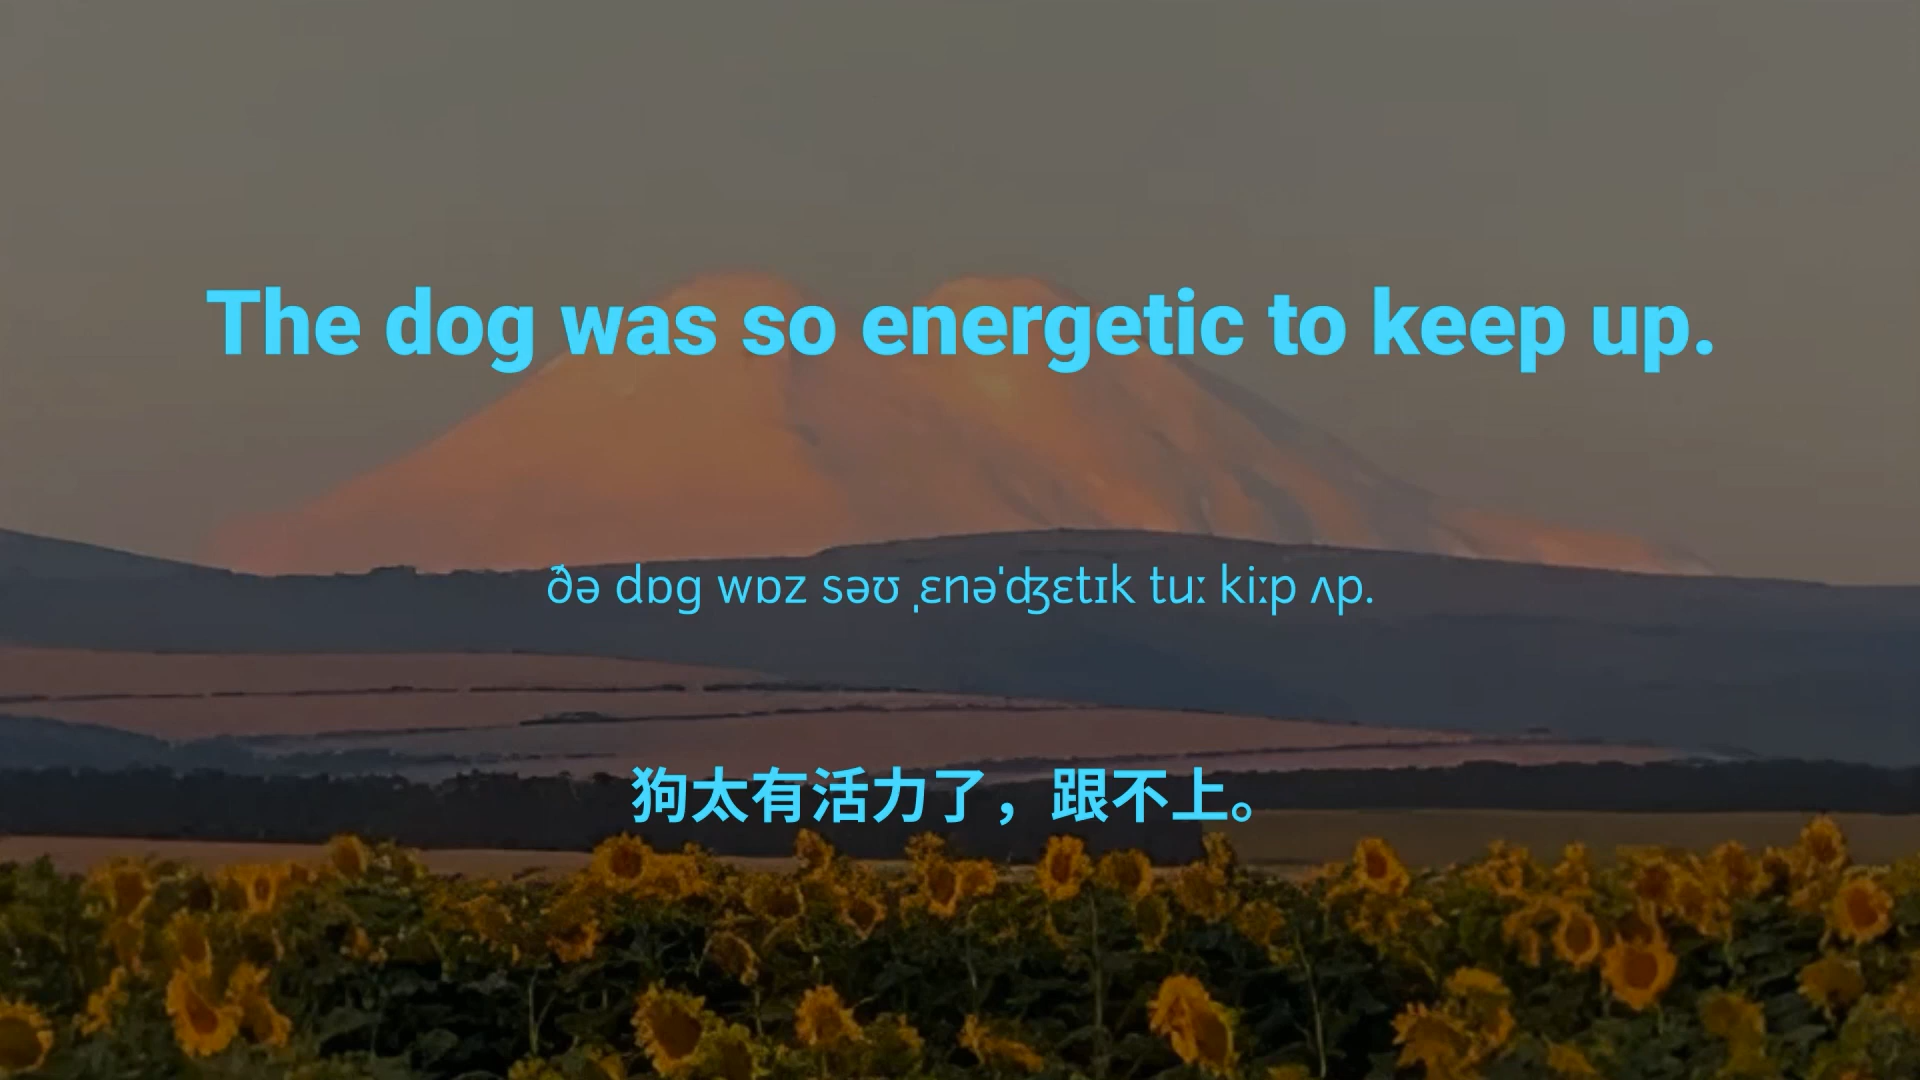 The dog was so energetic to keep up.
ðə dɒg wɒz səʊ ˌɛnəˈʤɛtɪk tuː kiːp ʌp.
狗太有活力了，跟不上。